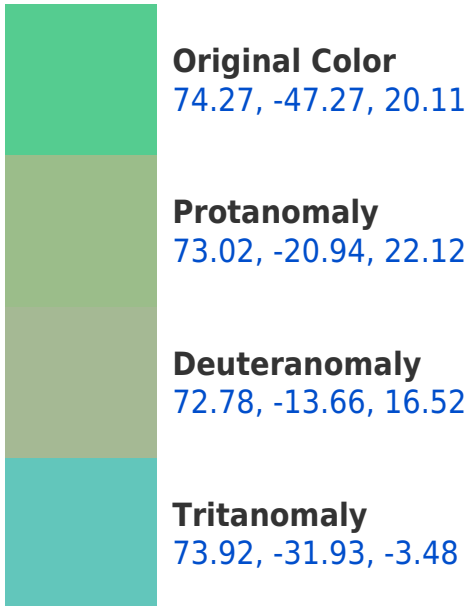 Original Color
74.27, -47.27, 20.11
Protanomaly
73.02, -20.94, 22.12
Deuteranomaly
72.78, -13.66, 16.52
Tritanomaly
73.92, -31.93, -3.48